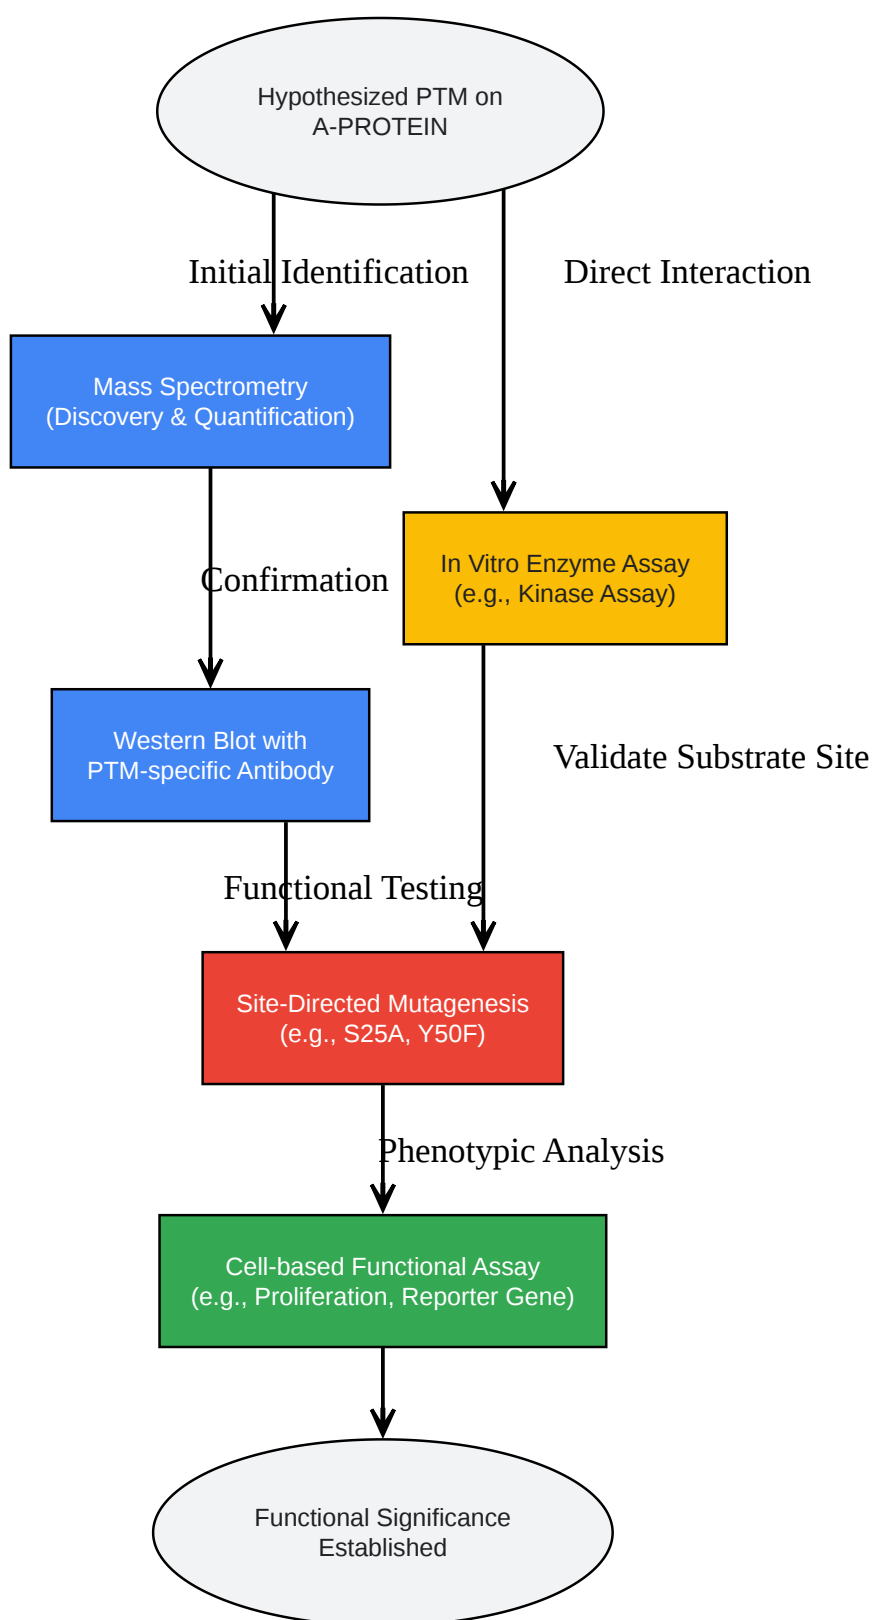 Hypothesized PTM on
A-PROTEIN
Initial Identification
Direct Interaction
Mass Spectrometry
(Discovery & Quantification)
In Vitro Enzyme Assay
(e.g., Kinase Assay)
Confirmation
Western Blot with
PTM-specific Antibody
Validate Substrate Site
Functional Testing
Site-Directed Mutagenesis
(e.g., S25A, Y50F)
Phenotypic Analysis
Cell-based Functional Assay
(e.g., Proliferation, Reporter Gene)
Functional Significance
Established